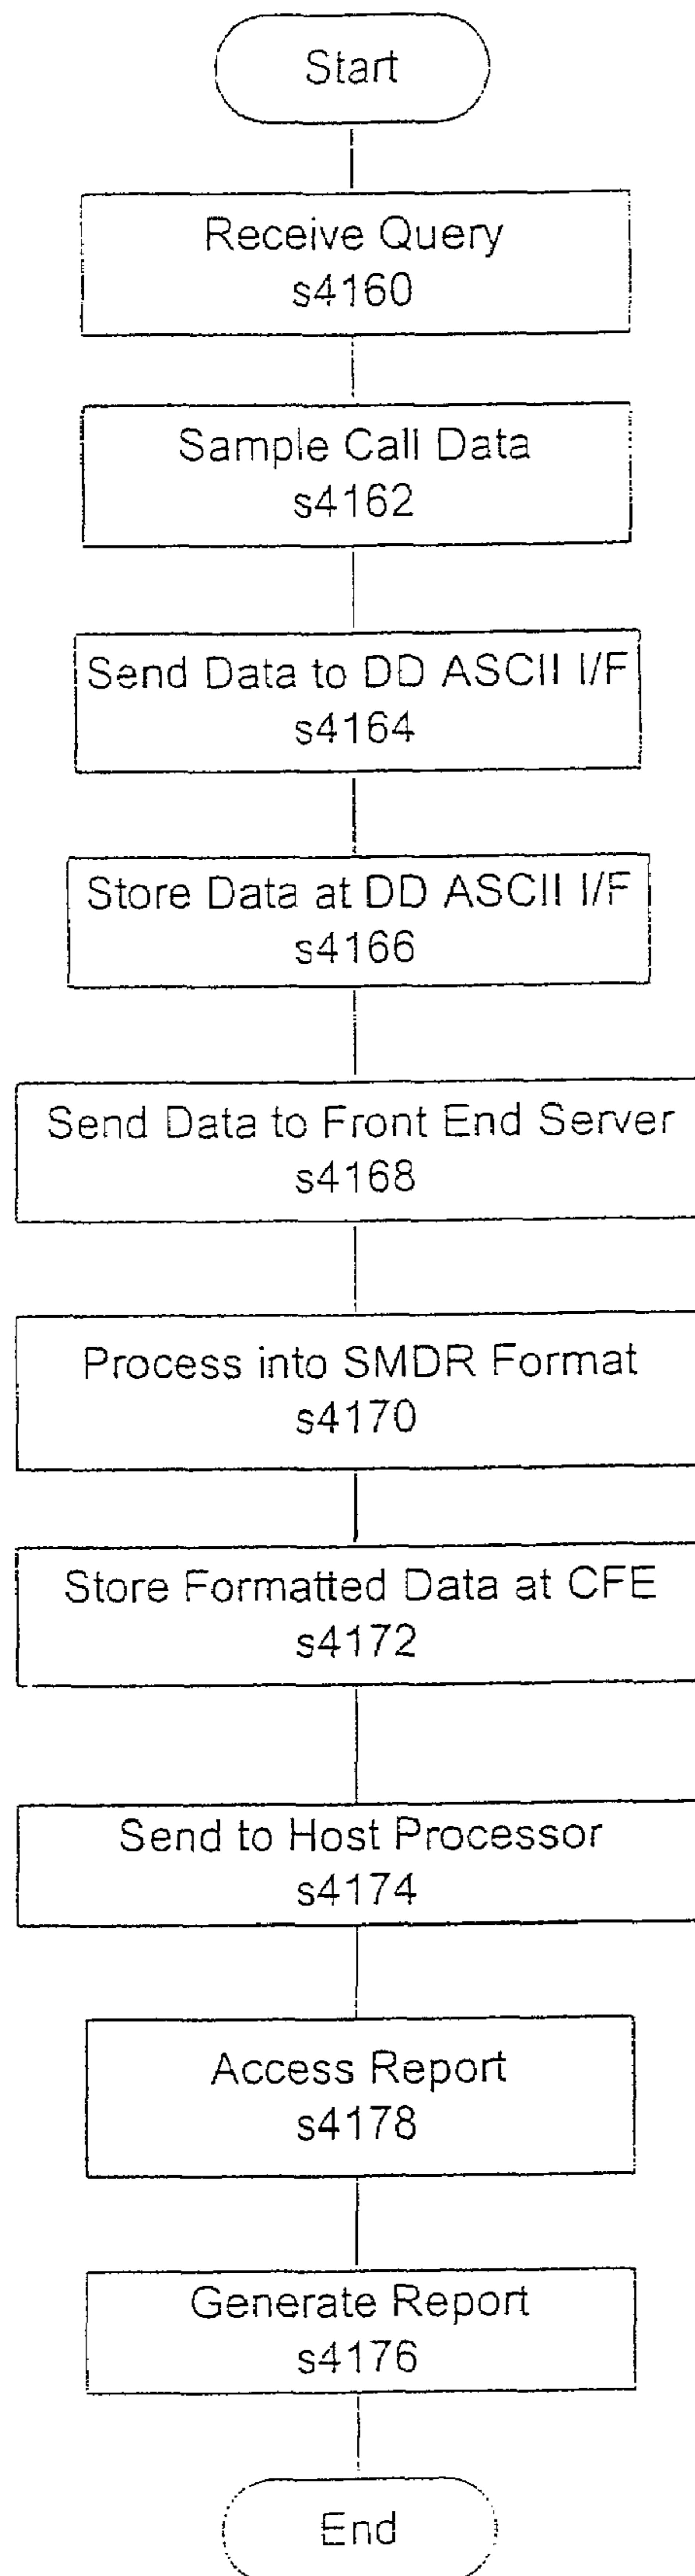 Start
Receive Query
s4160
Sample Call Data
s4162
Send Data to DD ASCII I/F
s4164
Store Data at DD ASCII I/F
s4166
Send Data to Front End Server
s4168
Process into SMDR Format
s4170
Store Formatted Data at CFE
s4172
Send to Host Processor
s4174
Access Report
s4178
Generate Report
s4176
End